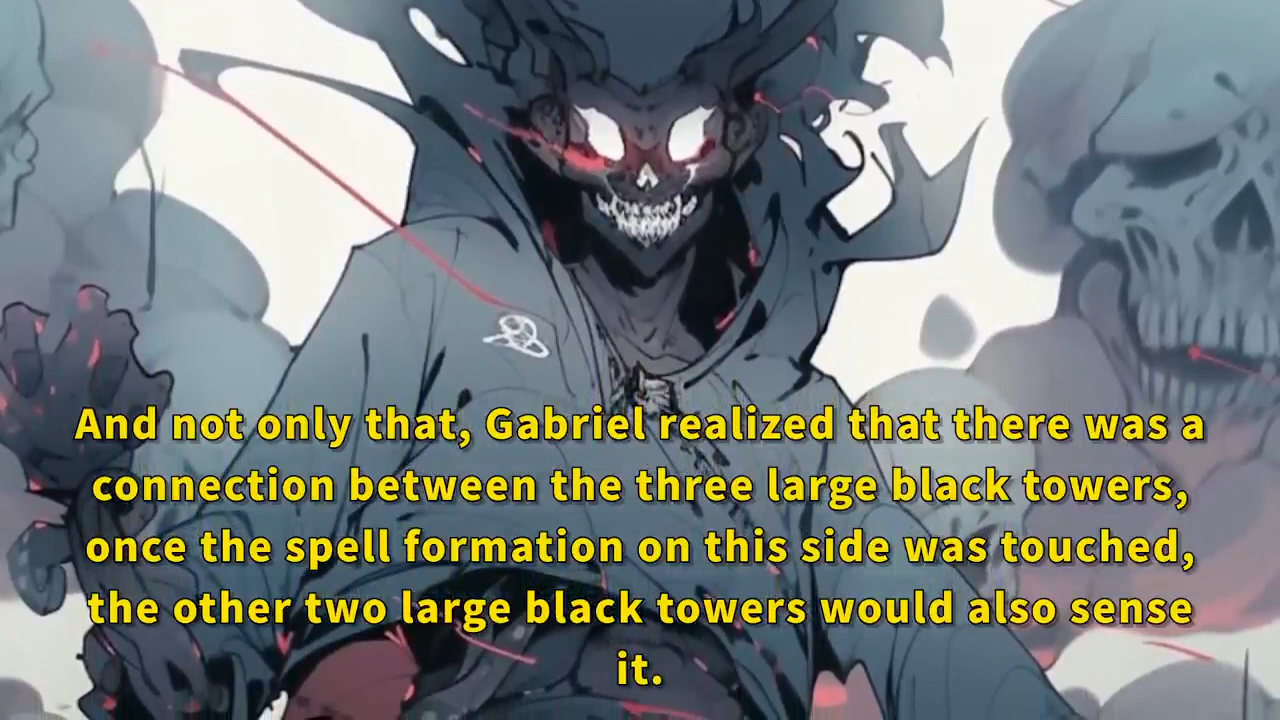 And not only that, Gabriel realized that there was a
connection between the three large black towers,
once the spell formation on this side was touched,
the other two large black towers would also sense
it.